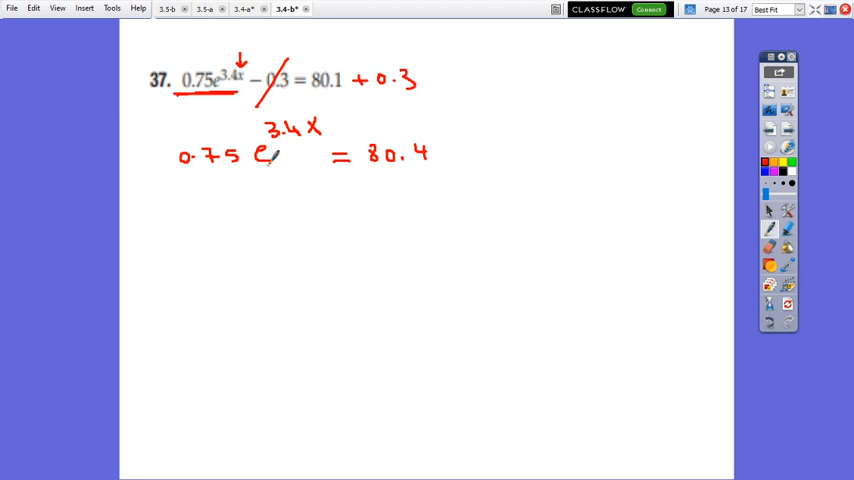 File Edit View Insert Tools Help 3.5-b 3.5-a 3.4-a* 3.4-b* CLASSFLOW Connect Page 13 of 17 Best Fit
37. 0.75e^{3.4x} − 0.3 = 80.1 + 0.3
0.75 e^{3.4x} = 80.4